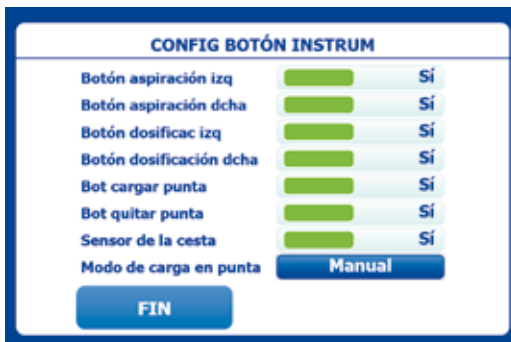 CONFIG BOTÓN INSTRUM
Botón aspiración izq Sí
Botón aspiración dcha Sí
Botón dosificac izq Sí
Botón dosificación dcha Sí
Bot cargar punta Sí
Bot quitar punta Sí
Sensor de la cesta Sí
Modo de carga en punta Manual
FIN